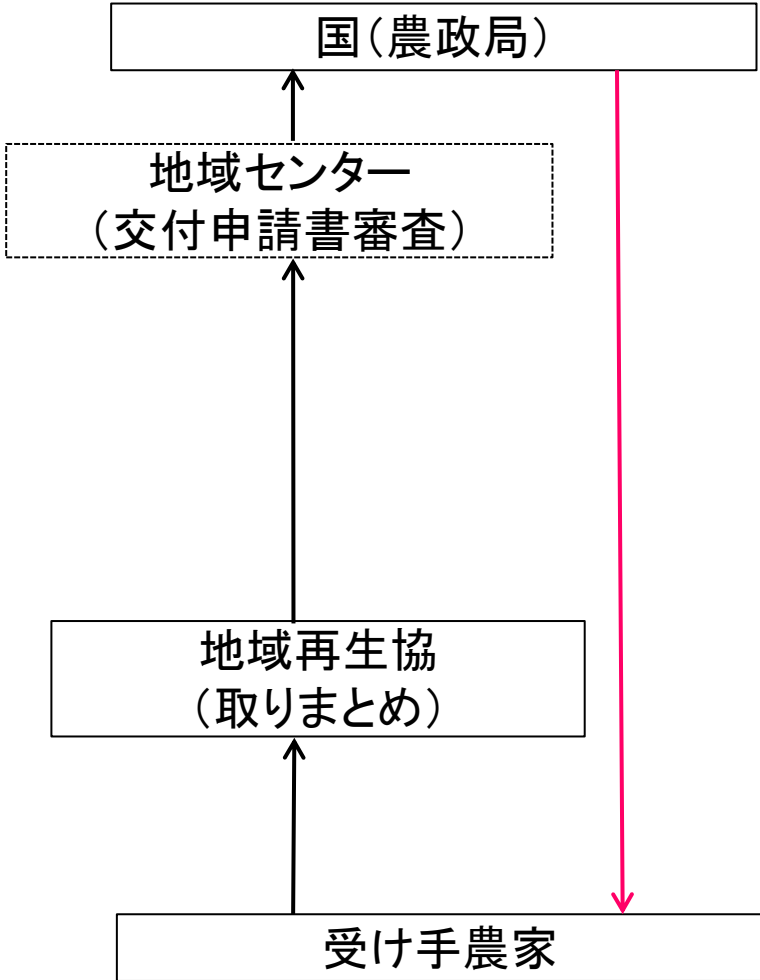 国（農政局）
地域センター
（交付申請書審査）
地域再生協
（取りまとめ）
受け手農家